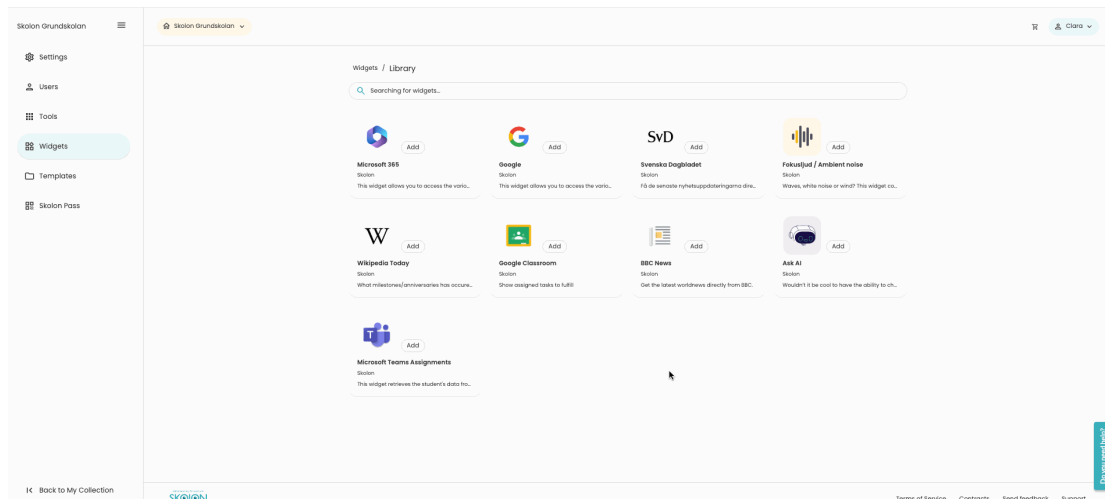 Skolon Grundskolan
Skolon Grundskolan
Clara
Settings
Users
Tools
Widgets
Templates
Skolon Pass
Widgets / Library
Searching for widgets..
Add
Microsoft 365
Skolon
This widget allows you to access the vario...
Add
Google
Skolon
This widget allows you to access the vario...
SvD
Add
Svenska Dagbladet
Skolon
Få de senaste nyhetsuppdateringarna dire...
Add
Fokusljud / Ambient noise
Skolon
Waves, white noise or wind? This widget co...
W
Add
Wikipedia Today
Skolon
What milestones/anniversaries has occure...
Add
Google Classroom
Skolon
Show assigned tasks to fulfill
Add
BBC News
Skolon
Get the latest worldnews directly from BBC.
Add
Ask AI
Skolon
Wouldn't it be cool to have the ability to ch...
T
Add
Microsoft Teams Assignments
Skolon
This widget retrieves the student's data fro...
Do you need help?
Back to My Collection
SKOLON
Terms of Service Contracts Send feedback Support